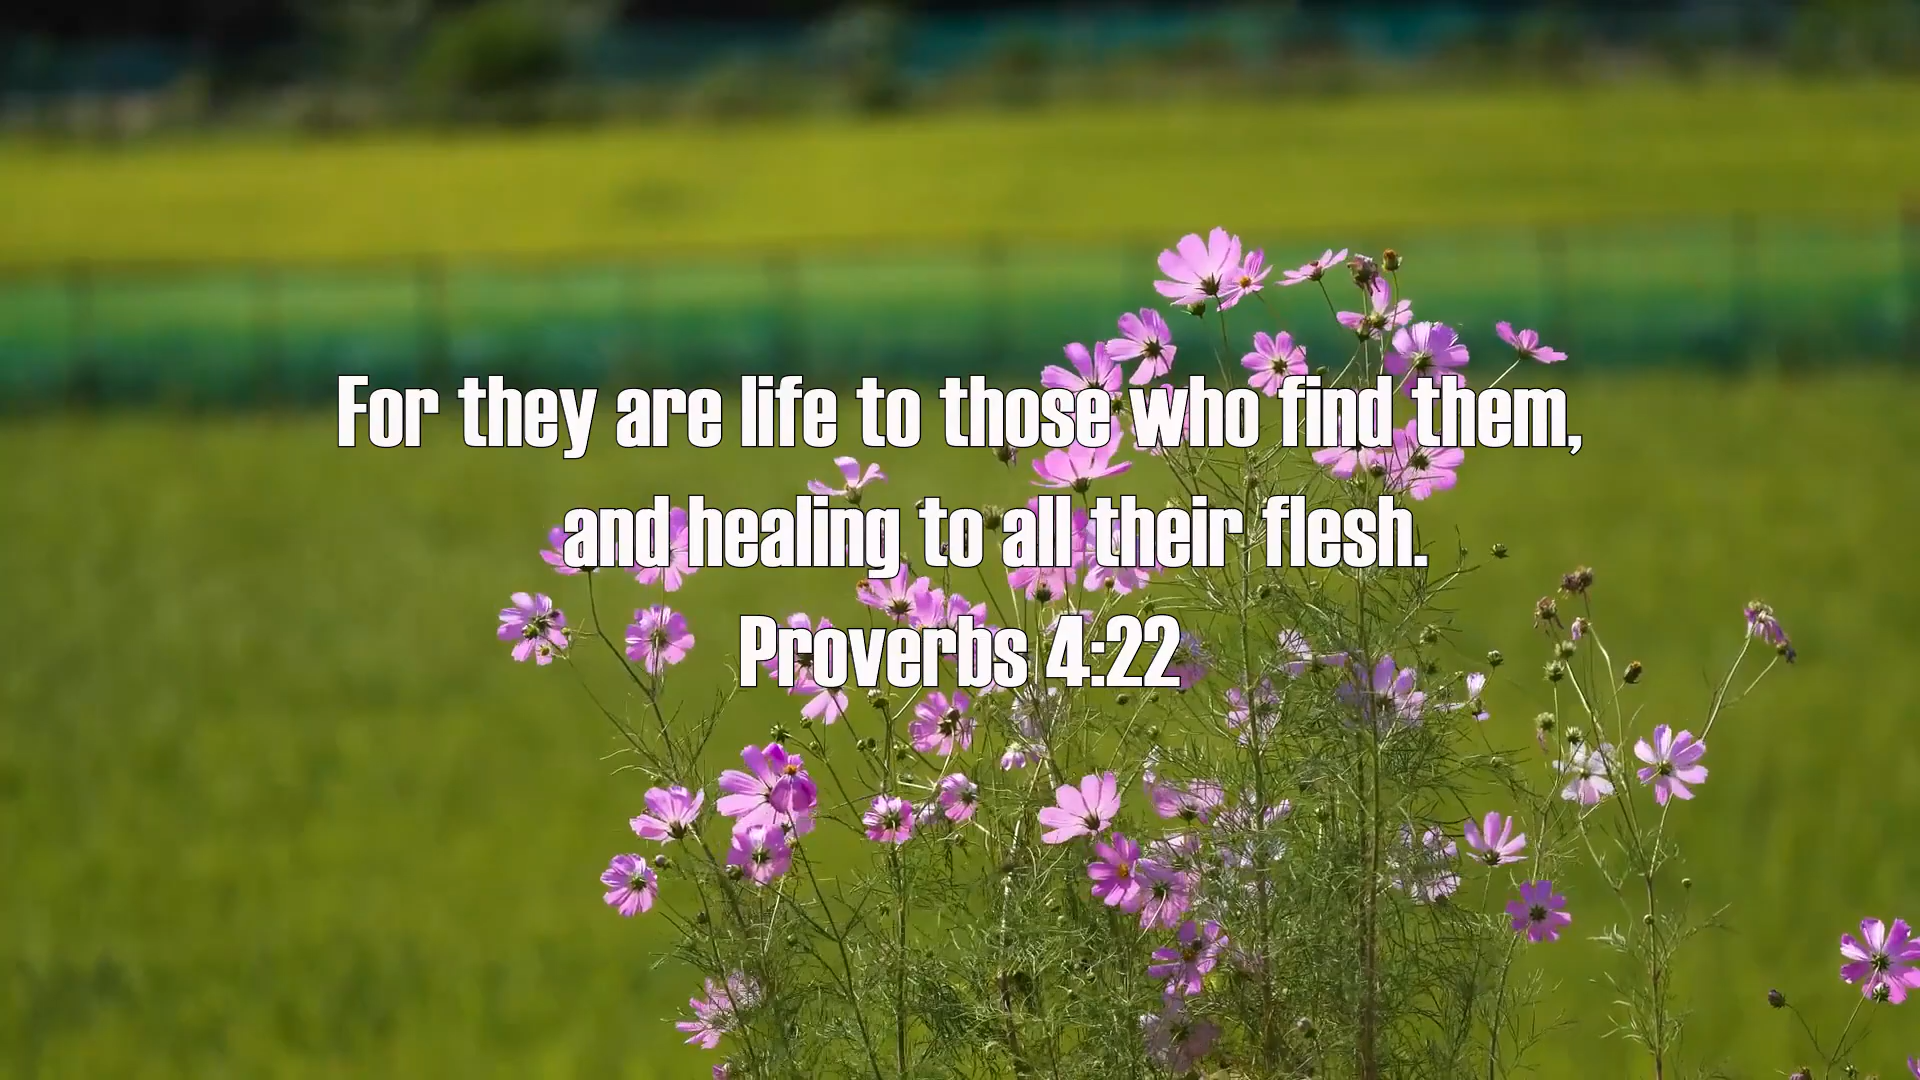 For they are life to those who find them,
and healing to all their flesh.
Proverbs 4:22